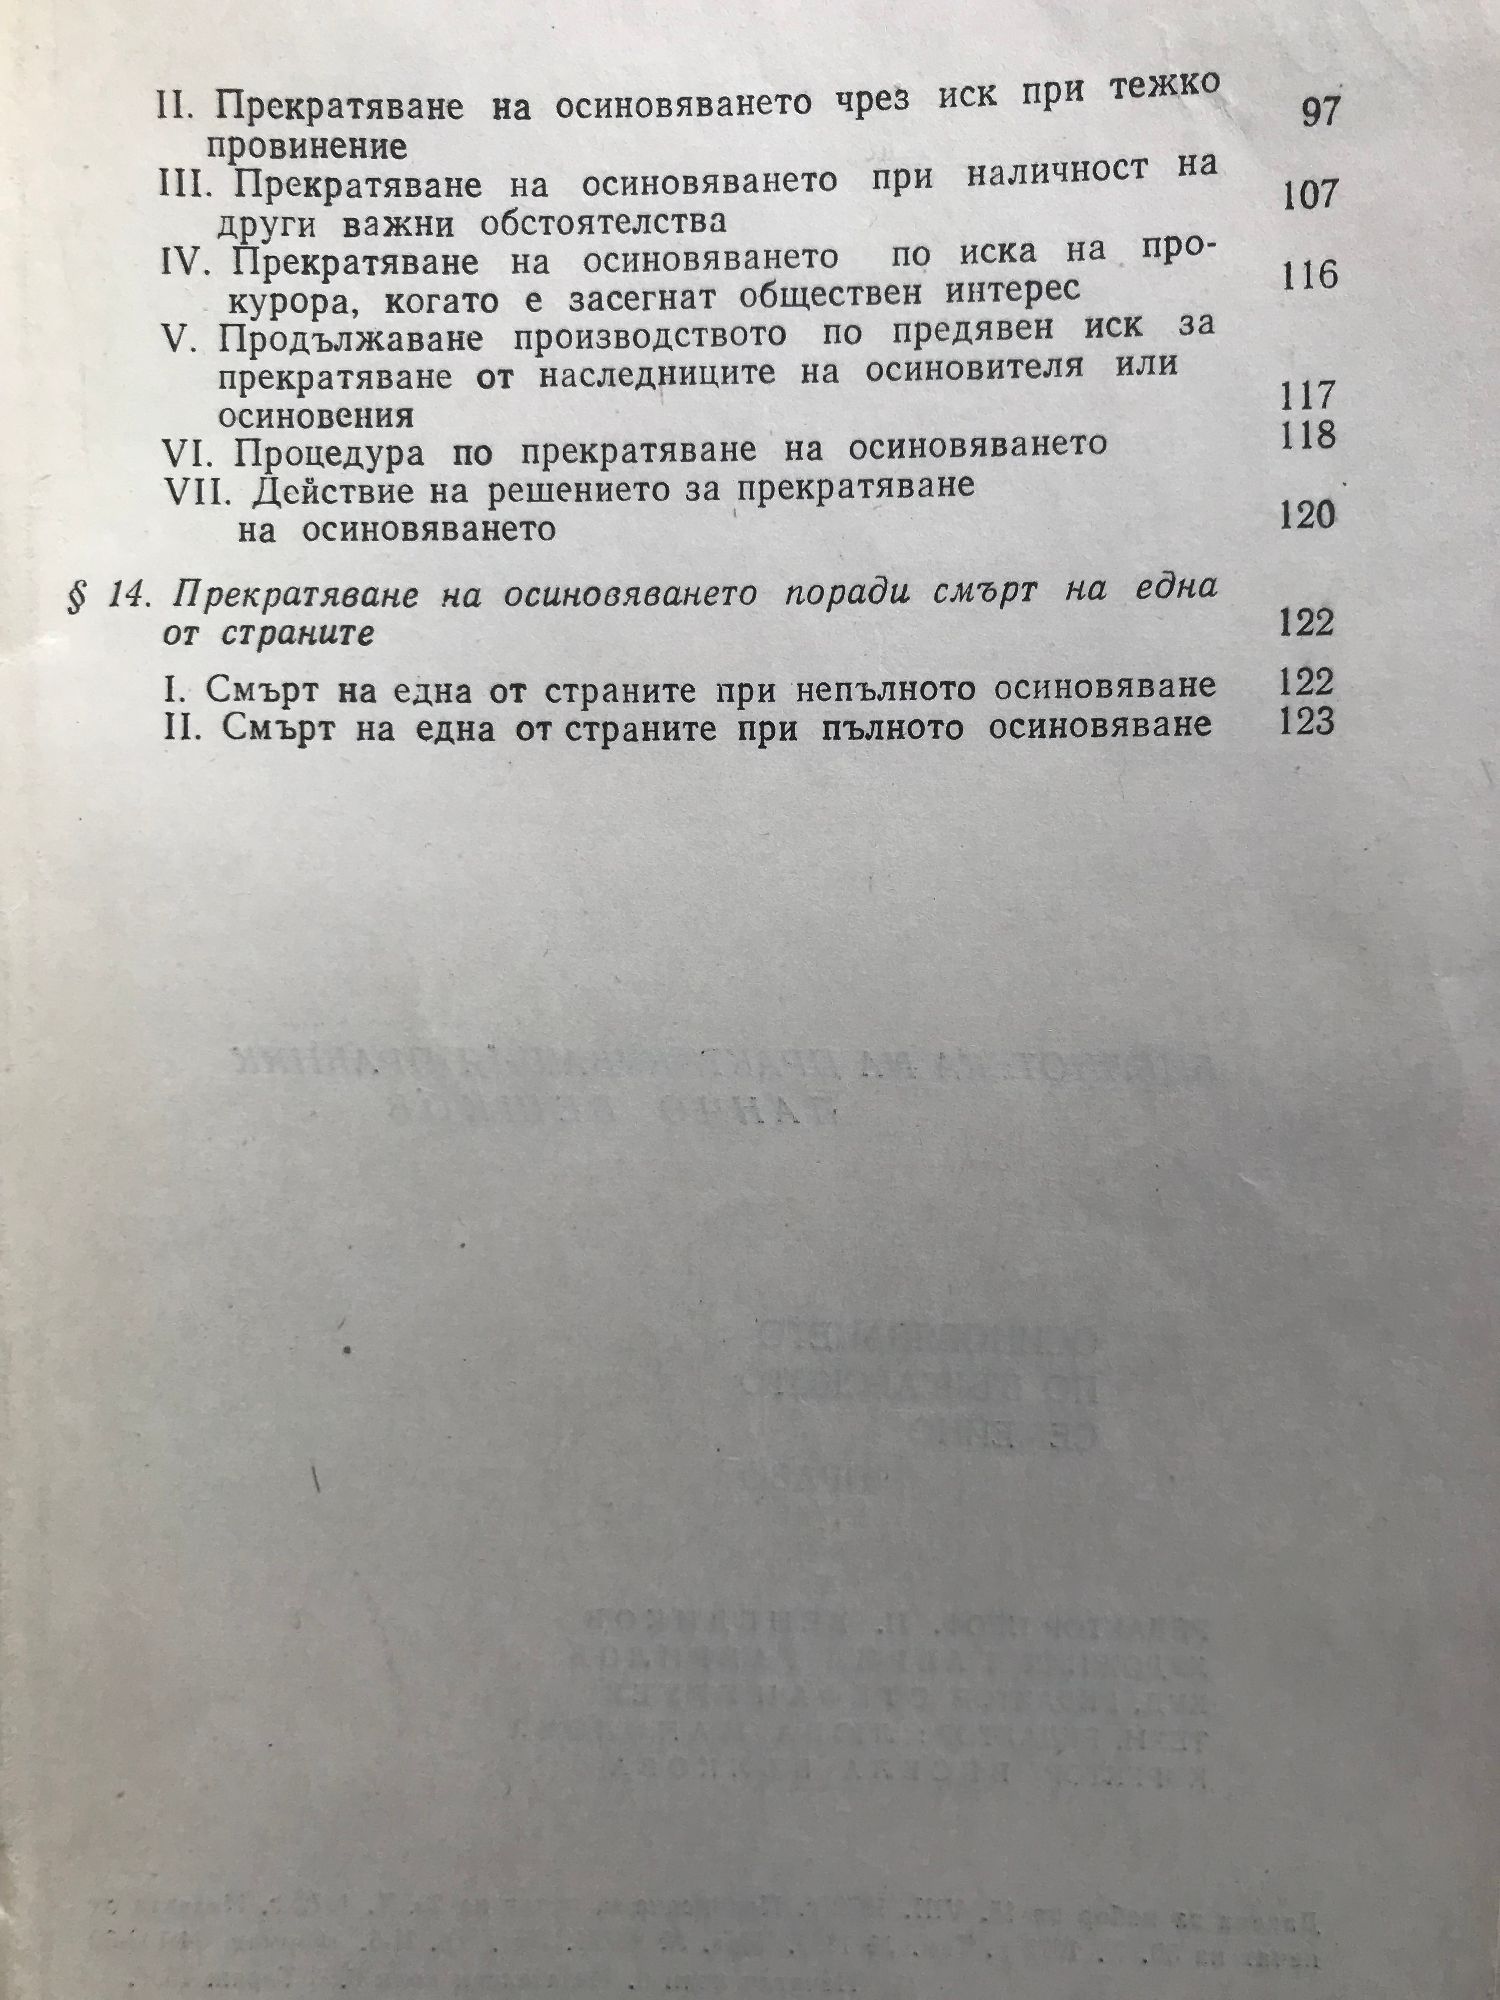 II. Прекратяване на осиновяването чрез иск при тежко
провинение 97
III. Прекратяване на осиновяването при наличност на
други важни обстоятелства 107
IV. Прекратяване на осиновяването по иска на про-
курора, когато е засегнат обществен интерес 116
V. Продължаване производството по предявен иск за
прекратяване от наследниците на осиновителя или
осиновения 117
VI. Процедура по прекратяване на осиновяването 118
VII. Действие на решението за прекратяване
на осиновяването 120
§ 14. Прекратяване на осиновяването поради смърт на една
от страните 122
I. Смърт на една от страните при непълното осиновяване 122
II. Смърт на една от страните при пълното осиновяване 123